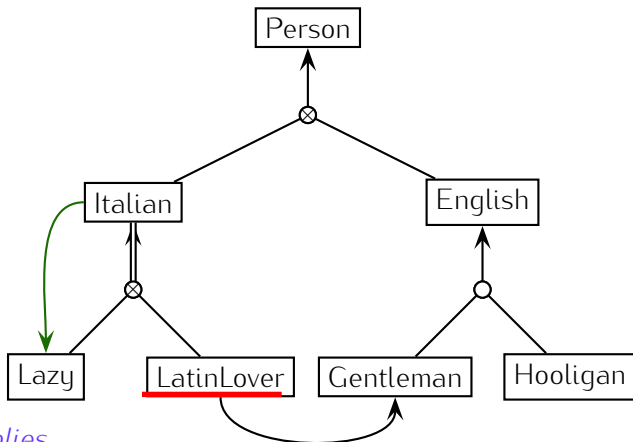 Person
Italian
English
Lazy
LatinLover
Gentleman
Hooligan